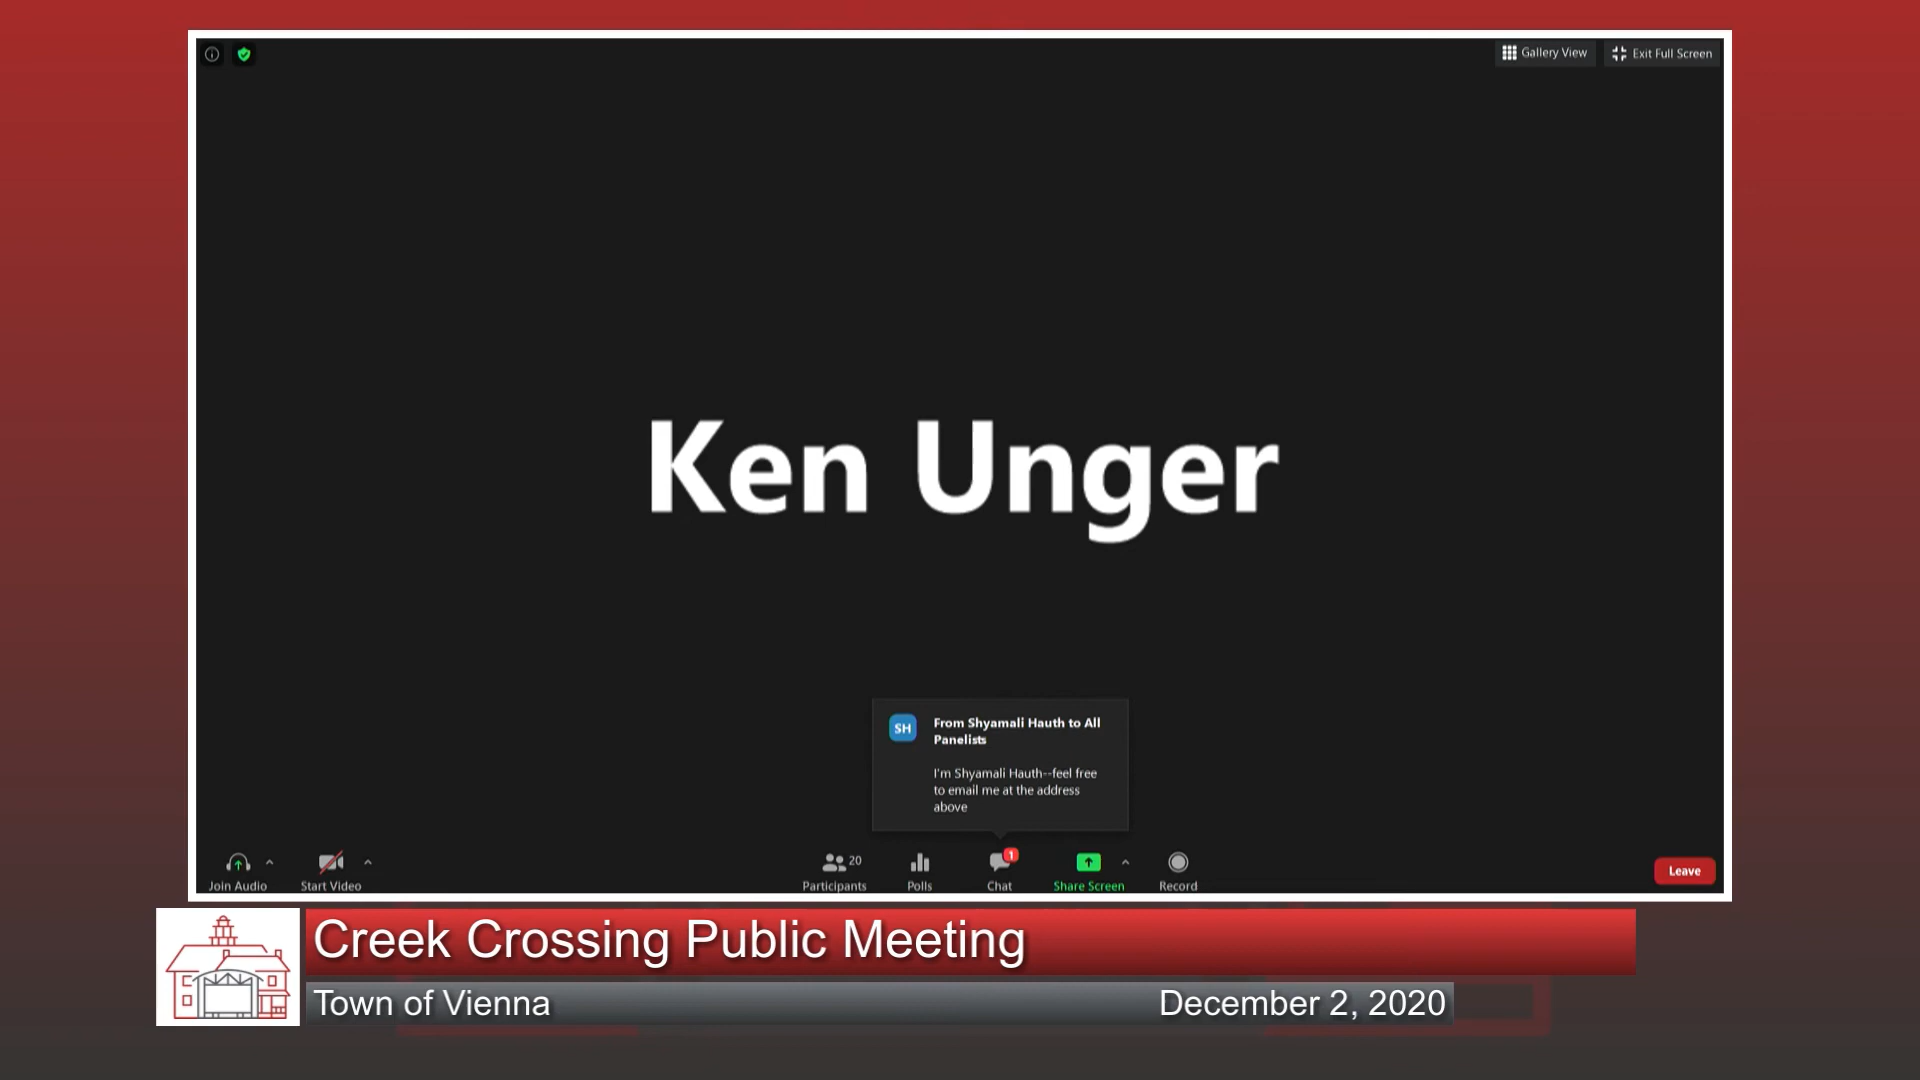 Gallery View
Exit Full Screen
Ken Unger
SH
From Shyamali Hauth to All
Panelists
I'm Shyamali Hauth--feel free
to email me at the address
above
20
1
Join Audio
Start Video
Participants
Polls
Chat
Share Screen
Record
Leave
Creek Crossing Public Meeting
Town of Vienna
December 2, 2020